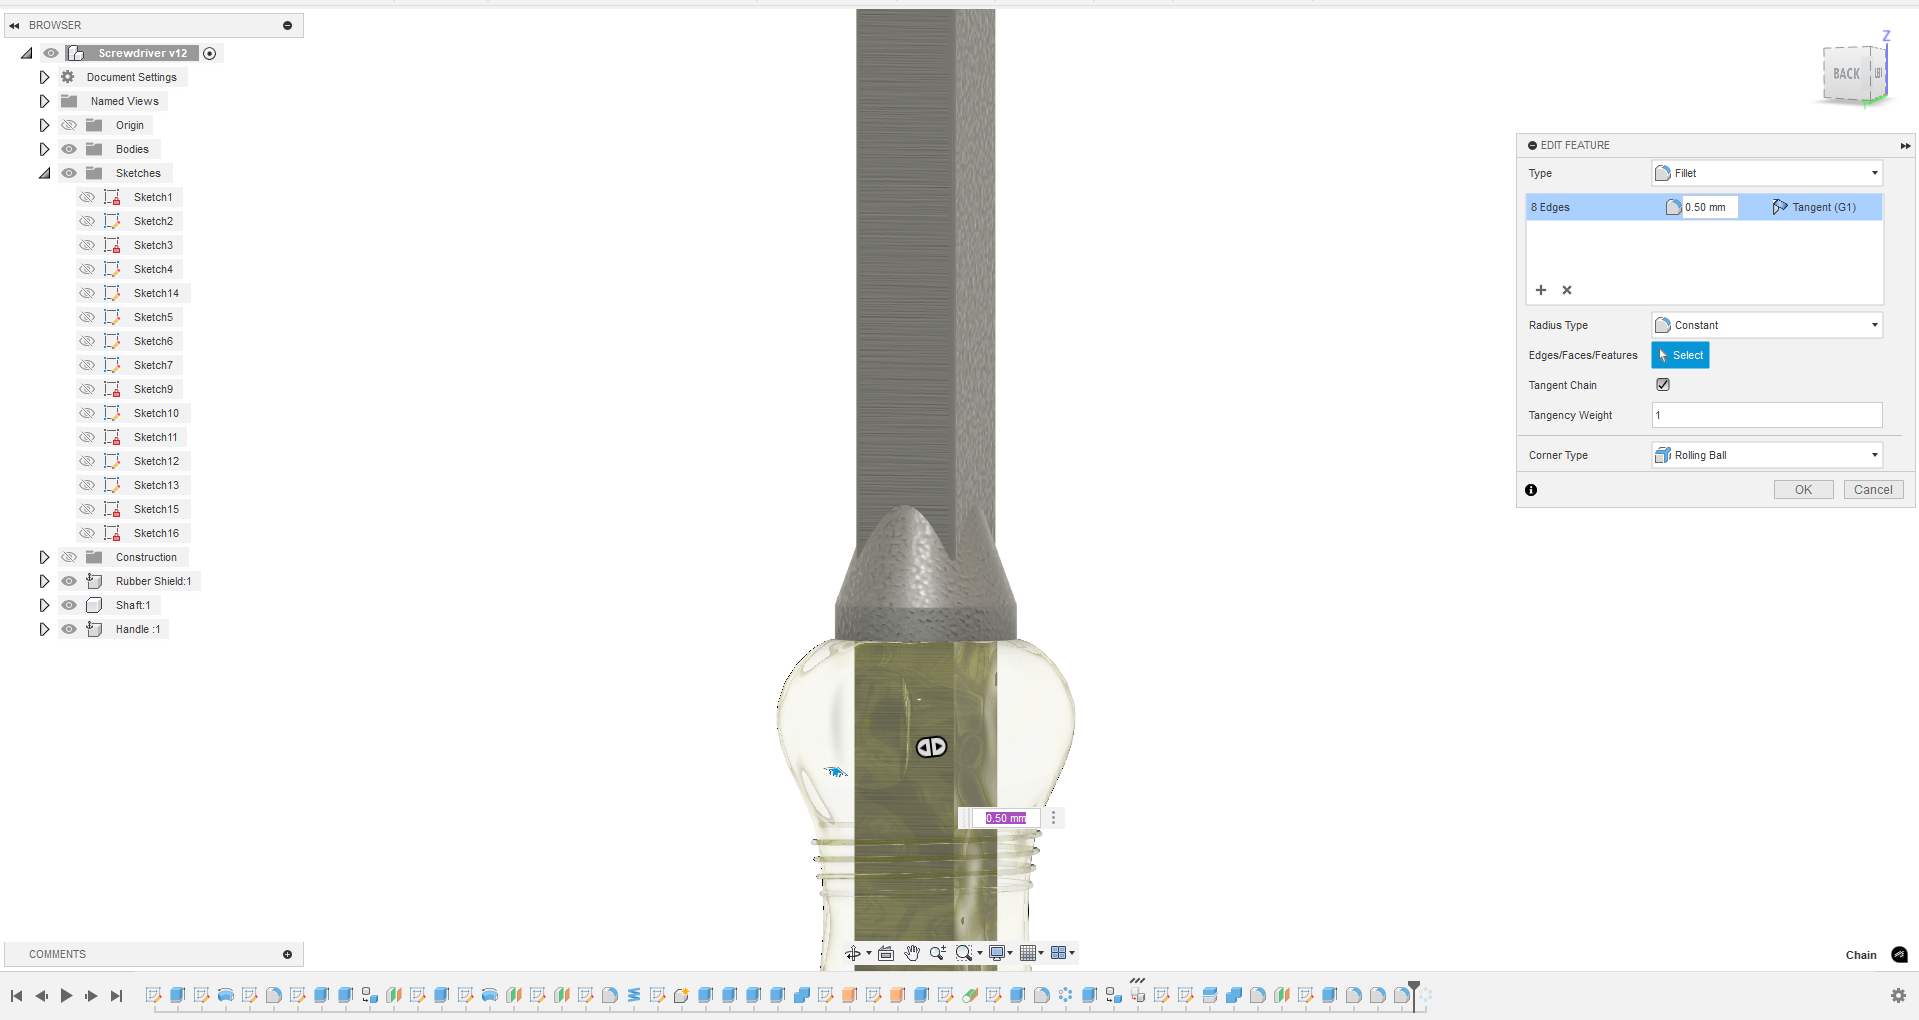 BROWSER
Screwdriver v12
Document Settings
Named Views
Origin
Bodies
Sketches
Sketch1
Sketch2
Sketch3
Sketch4
Sketch14
Sketch5
Sketch6
Sketch7
Sketch9
Sketch10
Sketch11
Sketch12
Sketch13
Sketch15
Sketch16
Construction
Rubber Shield:1
Shaft:1
Handle :1
Z
BACK
EDIT FEATURE
Type Fillet
8 Edges 0.50 mm Tangent (G1)
Radius Type Constant
Edges/Faces/Features Select
Tangent Chain
Tangency Weight 1
Corner Type Rolling Ball
OK Cancel
0.50 mm
COMMENTS
Chain